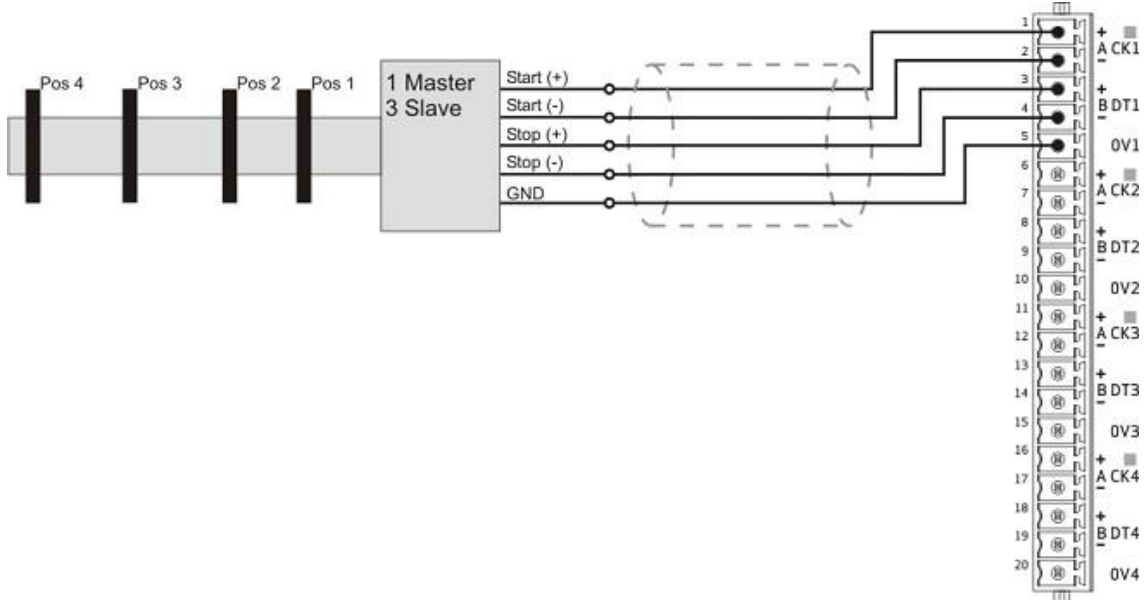 Pos 4 Pos 3 Pos 2 Pos 1
1 Master
3 Slave
Start (+)
Start (-)
Stop (+)
Stop (-)
GND
1 +
A CK1
2 −
3 +
B DT1
4 −
5 0V1
6 +
A CK2
7 −
8 +
B DT2
9 −
10 0V2
11 +
A CK3
12 −
13 +
B DT3
14 −
15 0V3
16 +
A CK4
17 −
18 +
B DT4
19 −
20 0V4